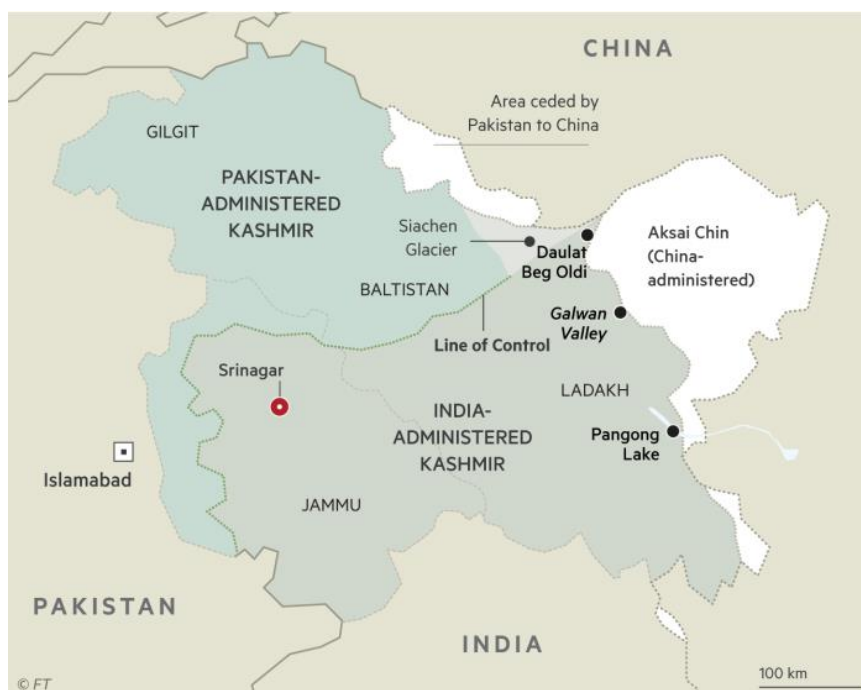 CHINA
Area ceded by
Pakistan to China
GILGIT
PAKISTAN-
ADMINISTERED
KASHMIR
Siachen
Glacier
Daulat
Beg Oldi
Aksai Chin
(China-
administered)
BALTISTAN
Galwan
Valley
Line of Control
Srinagar
LADAKH
INDIA-
ADMINISTERED
KASHMIR
Pangong
Lake
Islamabad
JAMMU
PAKISTAN
INDIA
© FT
100 km